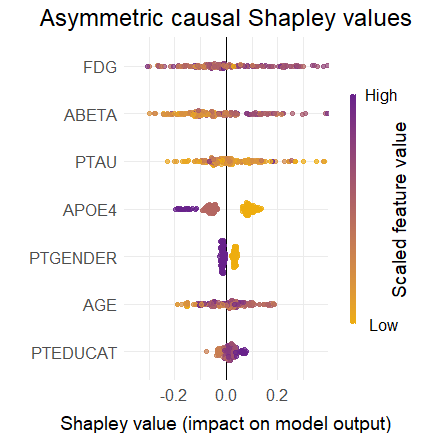 Asymmetric causal Shapley values
FDG
ABETA
PTAU
APOE4
PTGENDER
AGE
PTEDUCAT
-0.2
0.0
0.2
Shapley value (impact on model output)
High
Scaled feature value
Low